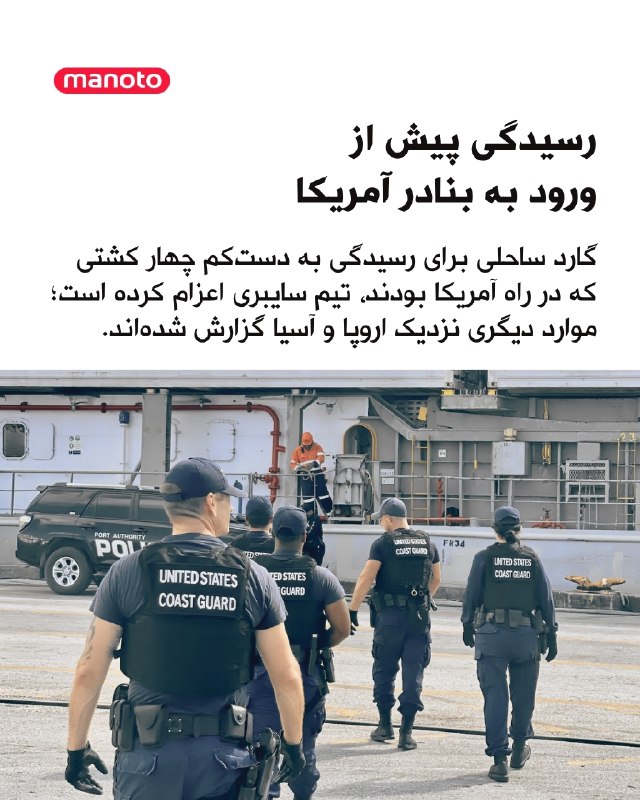 manoto
رسیدگی پیش از
ورود به بنادر آمریکا
گارد ساحلی برای رسیدگی به دست‌کم چهار کشتی
که در راه آمریکا بودند، تیم سایبری اعزام کرده است؛
موارد دیگری نزدیک اروپا و آسیا گزارش شده‌اند.
PORT AUTHORITY
POLI
FR34
UNITED STATES
COAST GUARD
STATES
GUARD
UNITED STATES
COAST GUARD
UNITED STATES
COAST GUARD